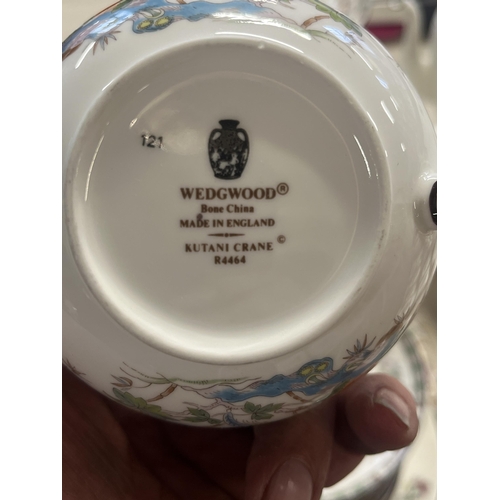 121
WEDGWOOD®
Bone China
MADE IN ENGLAND
KUTANI CRANE ©
R4464